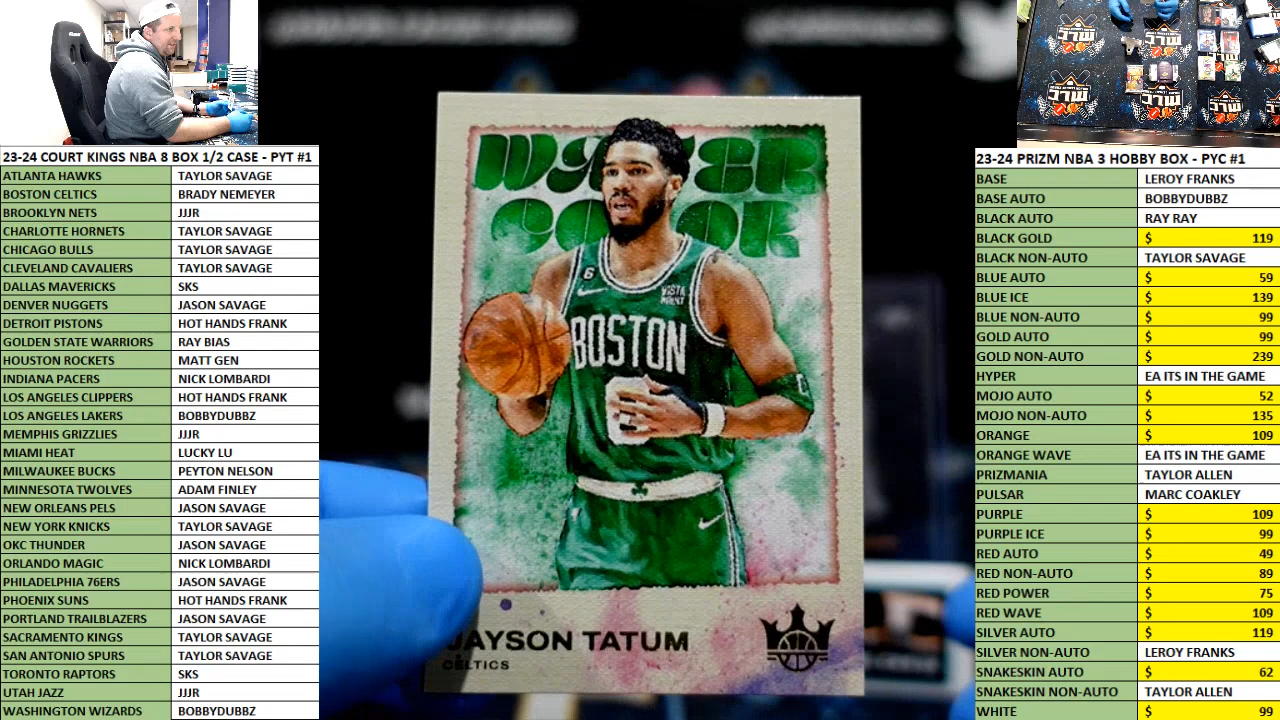 23-24 COURT KINGS NBA 8 BOX 1/2 CASE - PYT #1
ATLANTA HAWKS TAYLOR SAVAGE
BOSTON CELTICS BRADY NEMEYER
BROOKLYN NETS JJJR
CHARLOTTE HORNETS TAYLOR SAVAGE
CHICAGO BULLS TAYLOR SAVAGE
CLEVELAND CAVALIERS TAYLOR SAVAGE
DALLAS MAVERICKS SKS
DENVER NUGGETS JASON SAVAGE
DETROIT PISTONS HOT HANDS FRANK
GOLDEN STATE WARRIORS RAY BIAS
HOUSTON ROCKETS MATT GEN
INDIANA PACERS NICK LOMBARDI
LOS ANGELES CLIPPERS HOT HANDS FRANK
LOS ANGELES LAKERS BOBBYDUBBZ
MEMPHIS GRIZZLIES JJJR
MIAMI HEAT LUCKY LU
MILWAUKEE BUCKS PEYTON NELSON
MINNESOTA TWOLVES ADAM FINLEY
NEW ORLEANS PELS JASON SAVAGE
NEW YORK KNICKS TAYLOR SAVAGE
OKC THUNDER JASON SAVAGE
ORLANDO MAGIC NICK LOMBARDI
PHILADELPHIA 76ERS JASON SAVAGE
PHOENIX SUNS HOT HANDS FRANK
PORTLAND TRAILBLAZERS JASON SAVAGE
SACRAMENTO KINGS TAYLOR SAVAGE
SAN ANTONIO SPURS TAYLOR SAVAGE
TORONTO RAPTORS SKS
UTAH JAZZ JJJR
WASHINGTON WIZARDS BOBBYDUBBZ
WATER
COLOR
6
VISTA
PRINT
BOSTON
JAYSON TATUM
CELTICS
23-24 PRIZM NBA 3 HOBBY BOX - PYC #1
BASE LEROY FRANKS
BASE AUTO BOBBYDUBBZ
BLACK AUTO RAY RAY
BLACK GOLD $ 119
BLACK NON-AUTO TAYLOR SAVAGE
BLUE AUTO $ 59
BLUE ICE $ 139
BLUE NON-AUTO $ 99
GOLD AUTO $ 99
GOLD NON-AUTO $ 239
HYPER EA ITS IN THE GAME
MOJO AUTO $ 52
MOJO NON-AUTO $ 135
ORANGE $ 109
ORANGE WAVE EA ITS IN THE GAME
PRIZMANIA TAYLOR ALLEN
PULSAR MARC COAKLEY
PURPLE $ 109
PURPLE ICE $ 99
RED AUTO $ 49
RED NON-AUTO $ 89
RED POWER $ 75
RED WAVE $ 109
SILVER AUTO $ 119
SILVER NON-AUTO LEROY FRANKS
SNAKESKIN AUTO $ 62
SNAKESKIN NON-AUTO TAYLOR ALLEN
WHITE $ 99